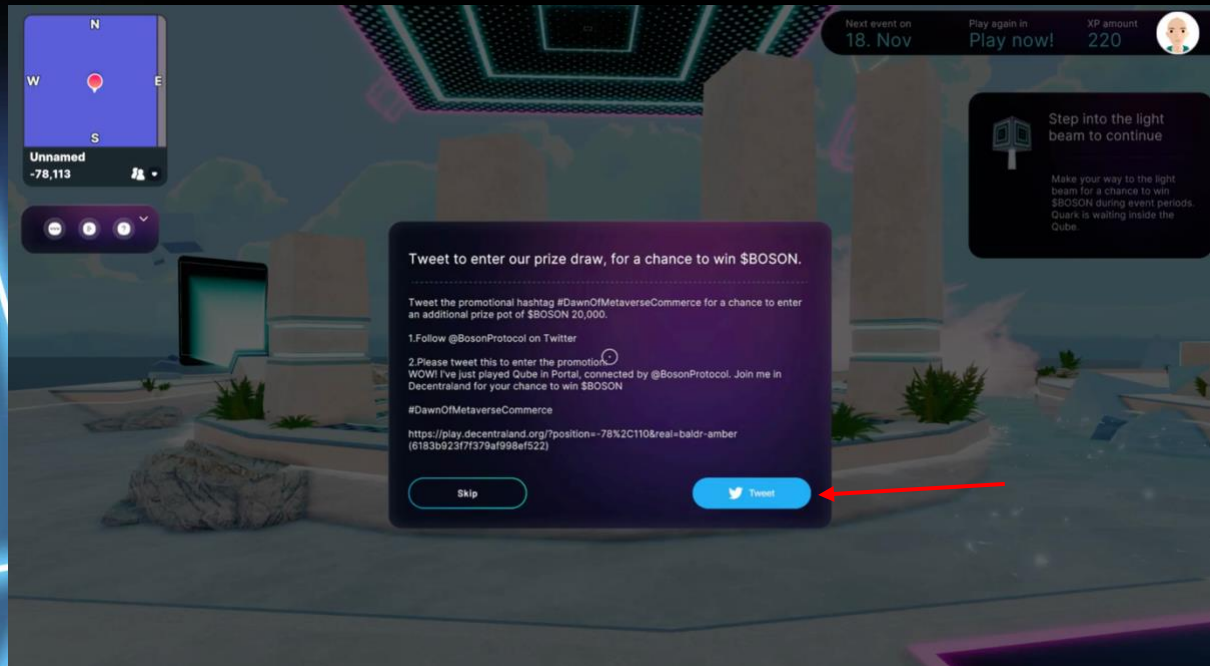 N
W
E
S
Unnamed
-78,113
Next event on
18. Nov
Play again in
Play now!
XP amount
220
Step into the light
beam to continue
Make your way to the light
beam for a chance to win
$BOSON during event periods.
Quark is waiting inside the
Qube.
Tweet to enter our prize draw, for a chance to win $BOSON.
Tweet the promotional hashtag #DawnOfMetaverseCommerce for a chance to enter
an additional prize pot of $BOSON 20,000.
1.Follow @BosonProtocol on Twitter
2.Please tweet this to enter the promotion:
WOW! I've just played Qube in Portal, connected by @BosonProtocol. Join me in
Decentraland for your chance to win $BOSON
#DawnOfMetaverseCommerce
https://play.decentraland.org/?position=-78%2C110&real=baldr-amber
(6183b923f7f379af998ef522)
Skip
Tweet